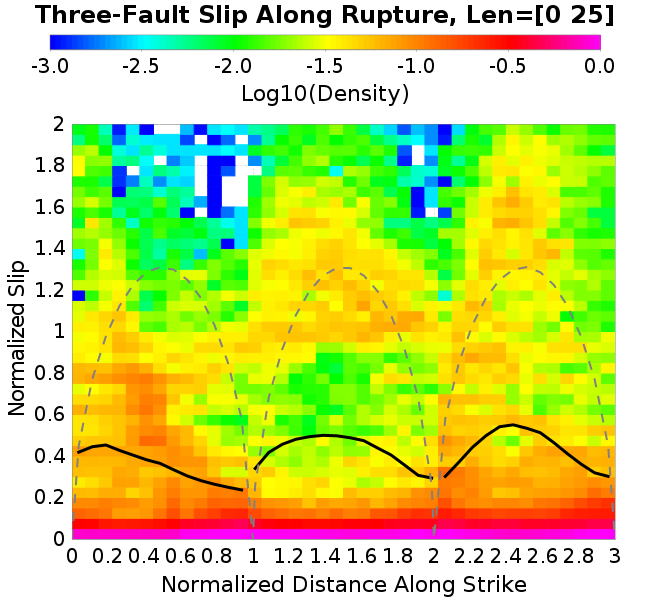 Three-Fault Slip Along Rupture, Len=[0 25]
-3.0 -2.5 -2.0 -1.5 -1.0 -0.5 0.0
Log10(Density)
2
1.8
1.6
1.4
1.2
1
0.8
0.6
0.4
0.2
0
Normalized Slip
0 0.2 0.4 0.6 0.8 1 1.2 1.4 1.6 1.8 2 2.2 2.4 2.6 2.8 3
Normalized Distance Along Strike